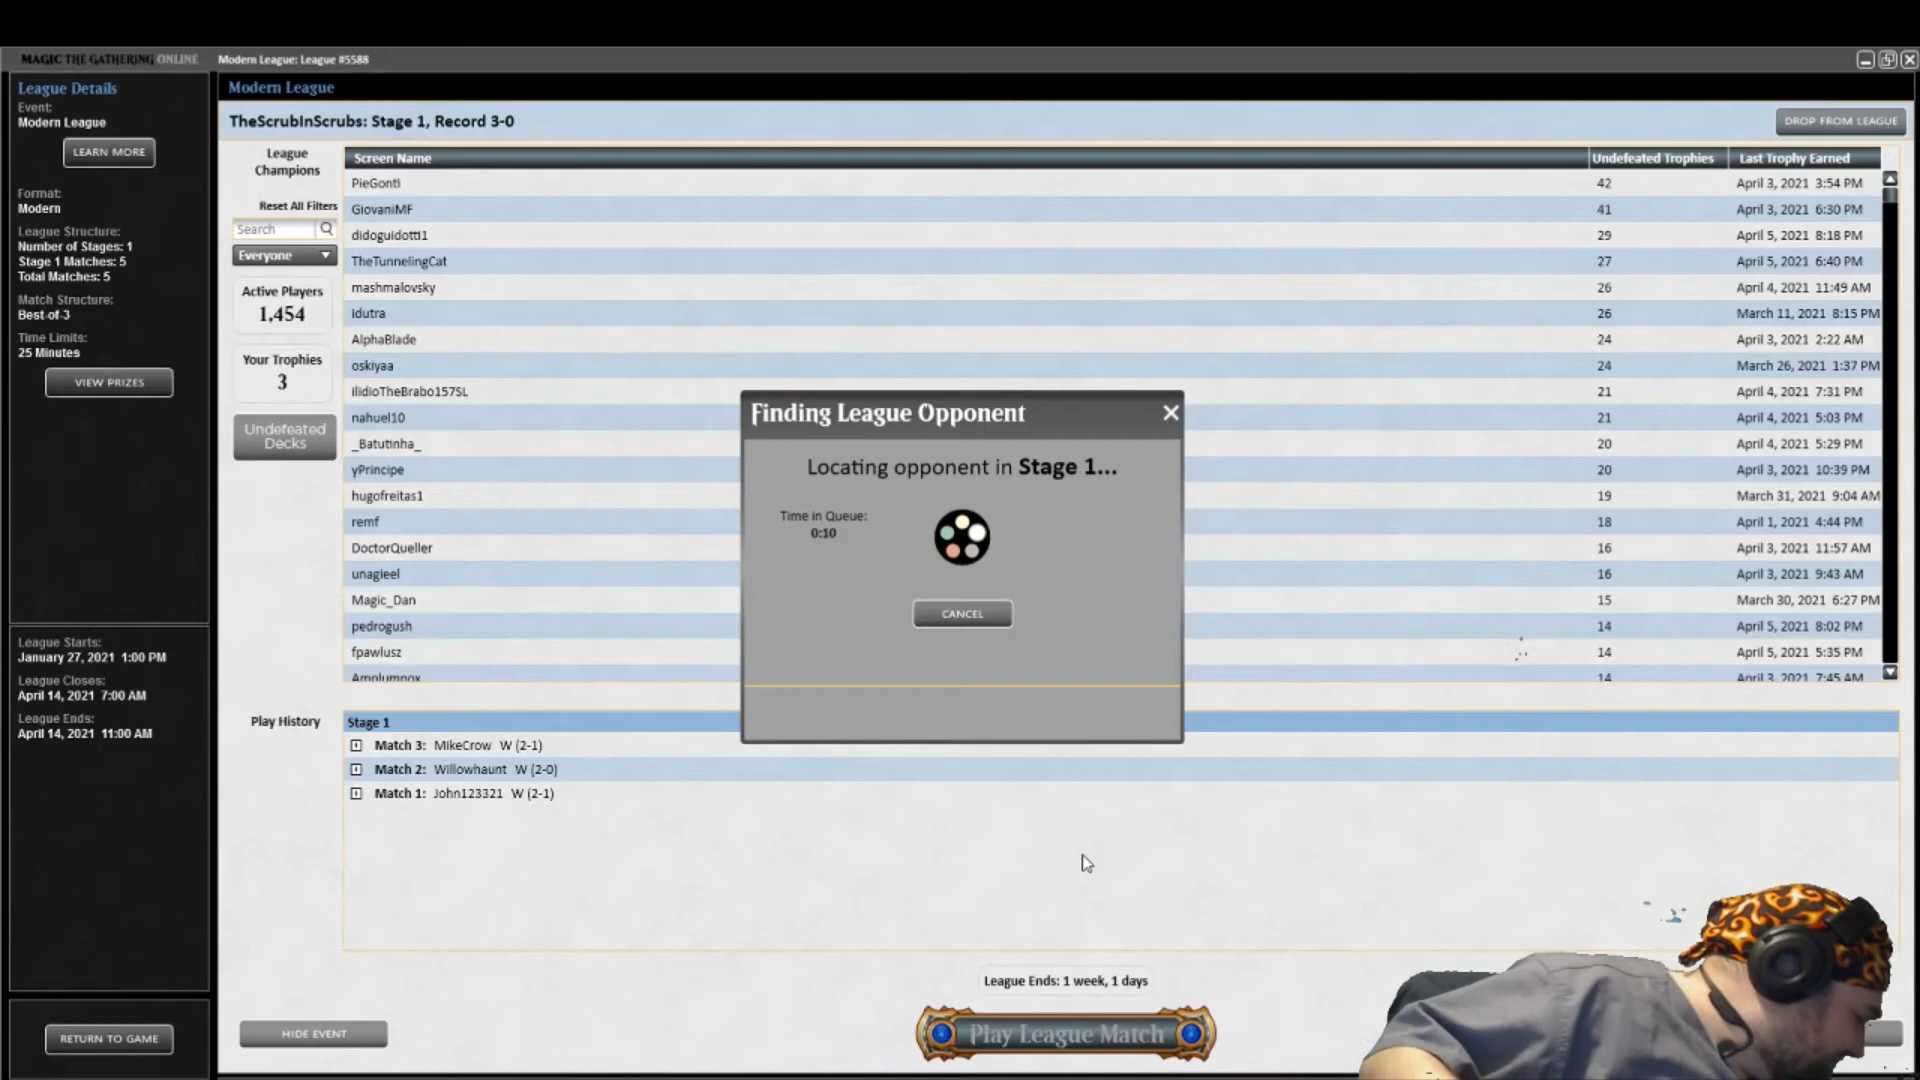 MAGIC THE GATHERING ONLINE
Modern League: League #5588
League Details
Event:
Modern League
LEARN MORE
Format:
Modern
League Structure:
Number of Stages: 1
Stage 1 Matches: 5
Total Matches: 5
Match Structure:
Best-of-3
Time Limits:
25 Minutes
VIEW PRIZES
League Starts:
January 27, 2021 1:00 PM
League Closes:
April 14, 2021 7:00 AM
League Ends:
April 14, 2021 11:00 AM
RETURN TO GAME
Modern League
TheScrubInScrubs: Stage 1, Record 3-0
DROP FROM LEAGUE
League
Champions
Reset All Filters
Search
Everyone
Active Players
1,454
Your Trophies
3
Undefeated
Decks
Screen Name Undefeated Trophies Last Trophy Earned
PieGonti 42 April 3, 2021 3:54 PM
GiovaniMF 41 April 3, 2021 6:30 PM
didoguidotti1 29 April 5, 2021 8:18 PM
TheTunnelingCat 27 April 5, 2021 6:40 PM
mashmalovsky 26 April 4, 2021 11:49 AM
idutra 26 March 11, 2021 8:15 PM
AlphaBlade 24 April 3, 2021 2:22 AM
oskiyaa 24 March 26, 2021 1:37 PM
ilidioTheBrabo157SL 21 April 4, 2021 7:31 PM
nahuel10 21 April 4, 2021 5:03 PM
_Batutinha_ 20 April 4, 2021 5:29 PM
yPrincipe 20 April 3, 2021 10:39 PM
hugofreitas1 19 March 31, 2021 9:04 AM
remf 18 April 1, 2021 4:44 PM
DoctorQueller 16 April 3, 2021 11:57 AM
unagieel 16 April 3, 2021 9:43 AM
Magic_Dan 15 March 30, 2021 6:27 PM
pedrogush 14 April 5, 2021 8:02 PM
fpawlusz 14 April 5, 2021 5:35 PM
14 April 3, 2021 7:45 AM
Finding League Opponent
Locating opponent in Stage 1...
Time in Queue:
0:10
CANCEL
Play History
Stage 1
Match 3: MikeCrow W (2-1)
Match 2: Willowhaunt W (2-0)
Match 1: John123321 W (2-1)
League Ends: 1 week, 1 days
HIDE EVENT
Play League Match